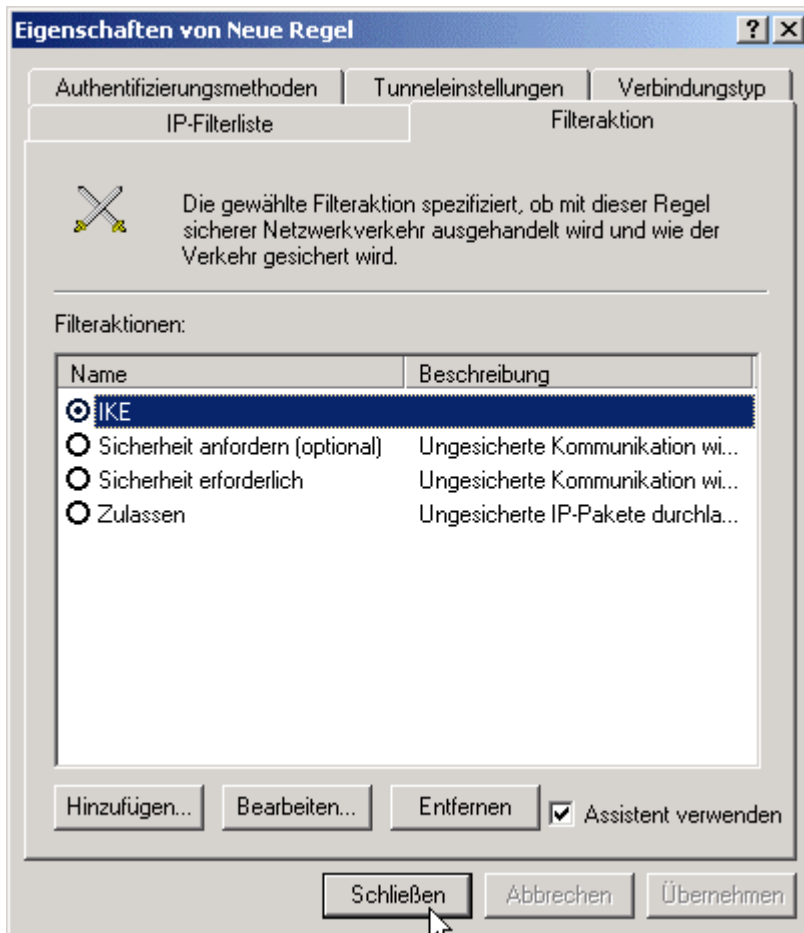 Eigenschaften von Neue Regel
Authentifizierungsmethoden Tunneleinstellungen Verbindungstyp
IP-Filterliste Filteraktion
Die gewählte Filteraktion spezifiziert, ob mit dieser Regel
sicherer Netzwerkverkehr ausgehandelt wird und wie der
Verkehr gesichert wird.
Filteraktionen:
Name Beschreibung
IKE
Sicherheit anfordern (optional) Ungesicherte Kommunikation wi...
Sicherheit erforderlich Ungesicherte Kommunikation wi...
Zulassen Ungesicherte IP-Pakete durchla...
Hinzufügen... Bearbeiten... Entfernen Assistent verwenden
Schließen Abbrechen Übernehmen